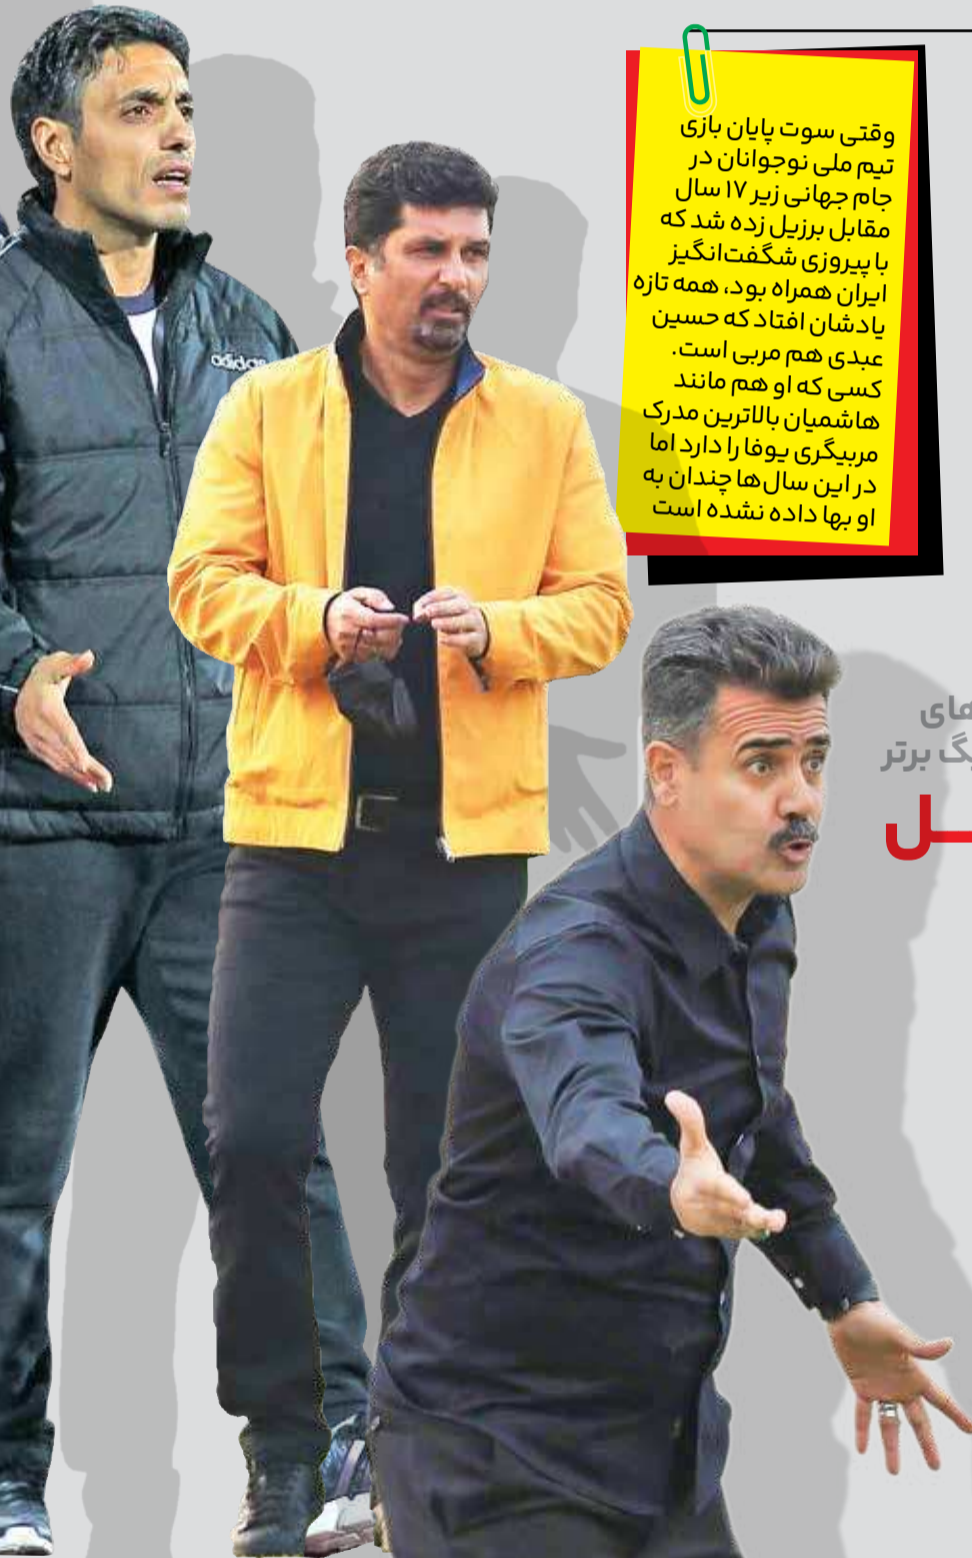 وقتی سوت پایان بازی
تیم ملی نوجوانان در
جام جهانی زیر ۱۷ سال
مقابل برزیل زده شد که
با پیروزی شگفت‌انگیز
ایران همراه بود، همه تازه
یادشان افتاد که حسین
عبدی هم مربی است.
کسی که او هم مانند
هاشمیان بالاترین مدرک
مربیگری یوفا را دارد اما
در این سال‌ها چندان به
او بها داده نشده است
adidas
های
گ برتر
ـل